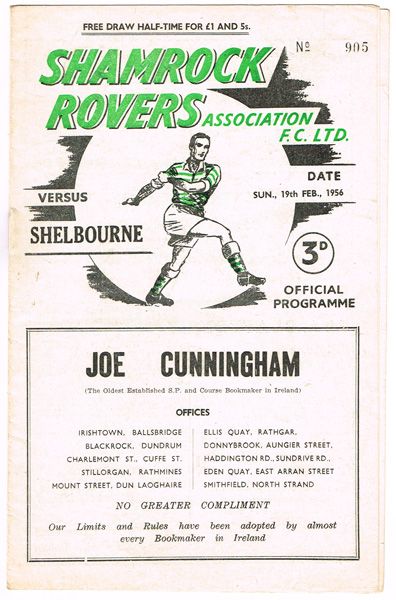 FREE DRAW HALF-TIME FOR £1 AND 5s.
Nº 905
SHAMROCK
ROVERS ASSOCIATION
F.C. LTD.
DATE
SUN., 19TH FEB., 1956
VERSUS
SHELBOURNE
3D
OFFICIAL
PROGRAMME
JOE CUNNINGHAM
(The Oldest Established S.P. and Course Bookmaker in Ireland)
OFFICES
IRISHTOWN, BALLSBRIDGE
BLACKROCK, DUNDRUM
CHARLEMONT ST., CUFFE ST.
STILLORGAN, RATHMINES
MOUNT STREET, DUN LAOGHAIRE
ELLIS QUAY, RATHGAR,
DONNYBROOK, AUNGIER STREET,
HADDINGTON RD., SUNDRIVE RD.,
EDEN QUAY, EAST ARRAN STREET
SMITHFIELD, NORTH STRAND
NO GREATER COMPLIMENT
Our Limits and Rules have been adopted by almost
every Bookmaker in Ireland